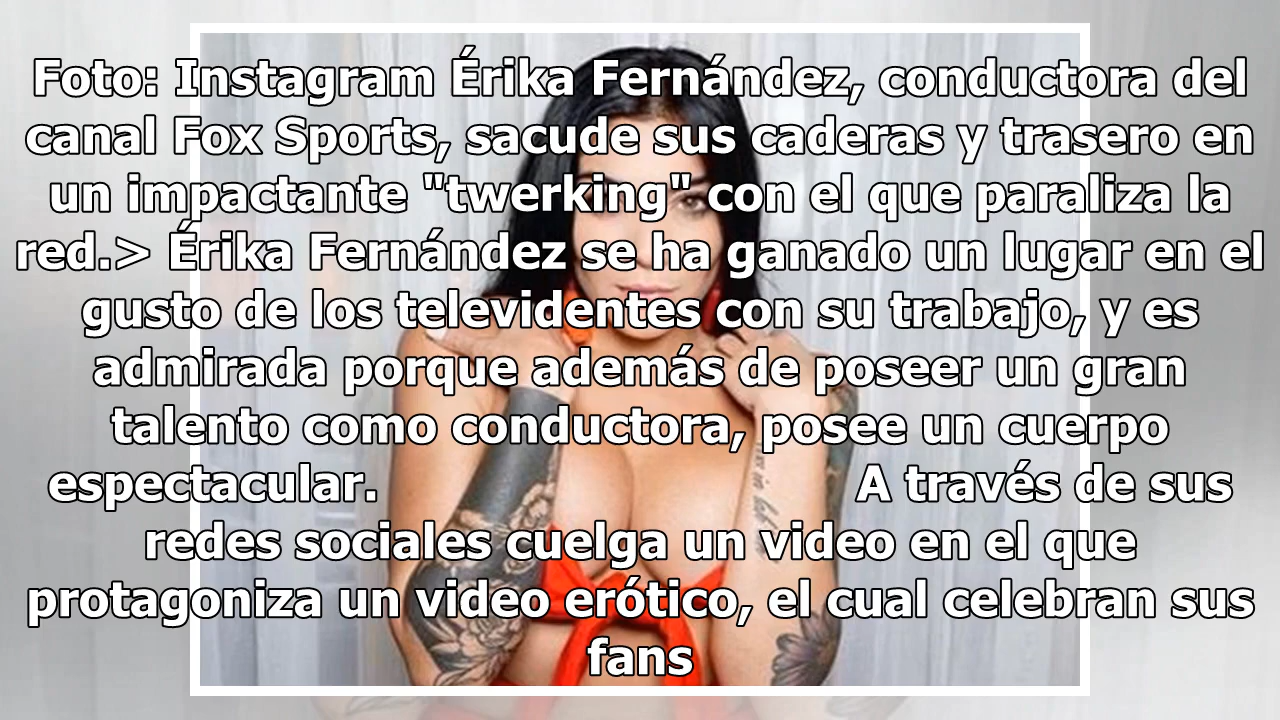 Foto: Instagram Érika Fernández, conductora del
canal Fox Sports, sacude sus caderas y trasero en
un impactante "twerking" con el que paraliza la
red.> Érika Fernández se ha ganado un lugar en el
gusto de los televidentes con su trabajo, y es
admirada porque además de poseer un gran
talento como conductora, posee un cuerpo
espectacular. A través de sus
redes sociales cuelga un video en el que
protagoniza un video erótico, el cual celebran sus
fans